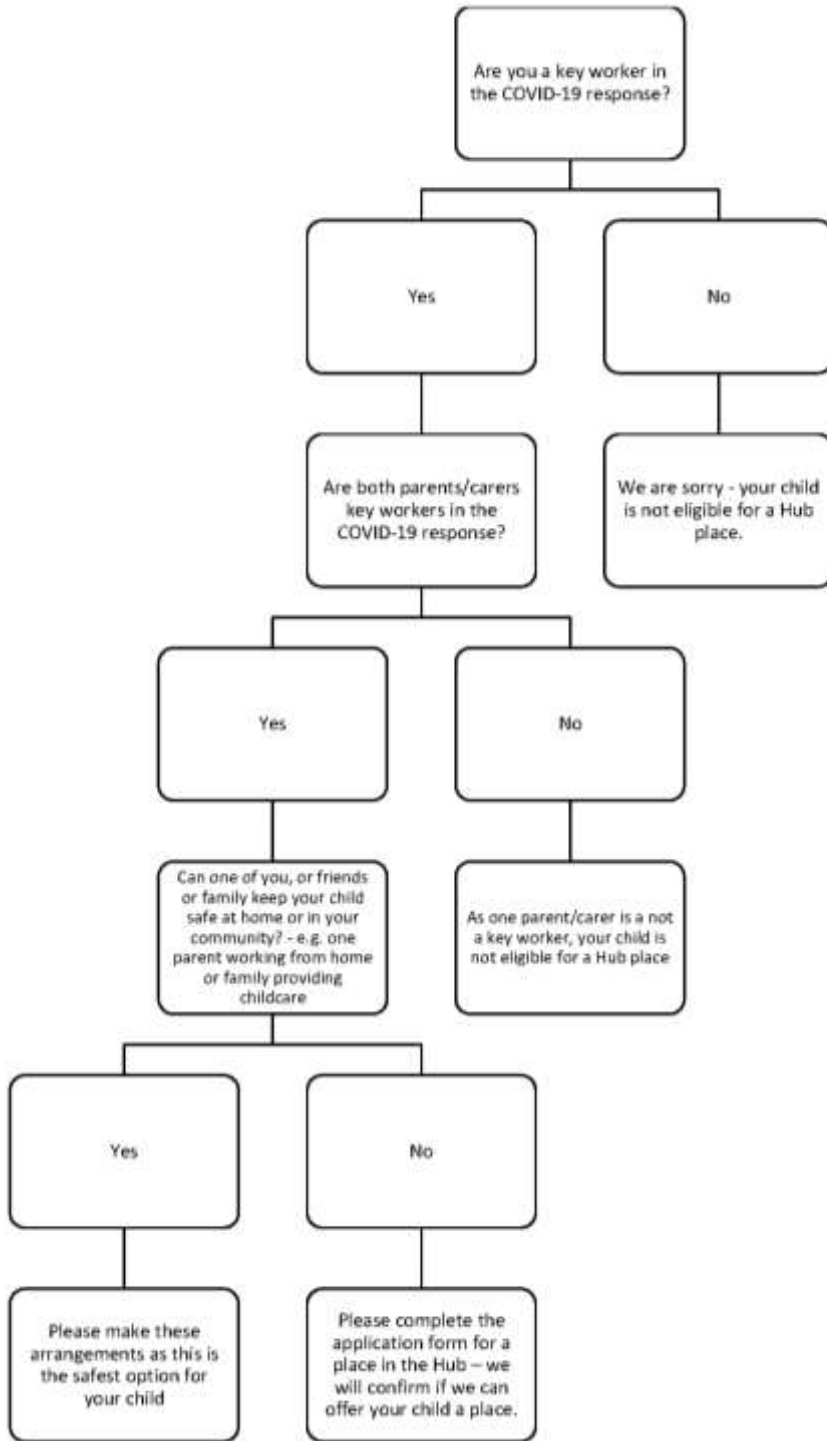 Are you a key worker in
the COVID-19 response?
Yes
No
Are both parents/carers
key workers in the
COVID-19 response?
We are sorry - your child
is not eligible for a Hub
place.
Yes
No
Can one of you, or friends
or family keep your child
safe at home or in your
community? - e.g. one
parent working from home
or family providing
childcare
As one parent/carer is a not
a key worker, your child is
not eligible for a Hub place
Yes
No
Please make these
arrangements as this is
the safest option for
your child
Please complete the
application form for a
place in the Hub – we
will confirm if we can
offer your child a place.